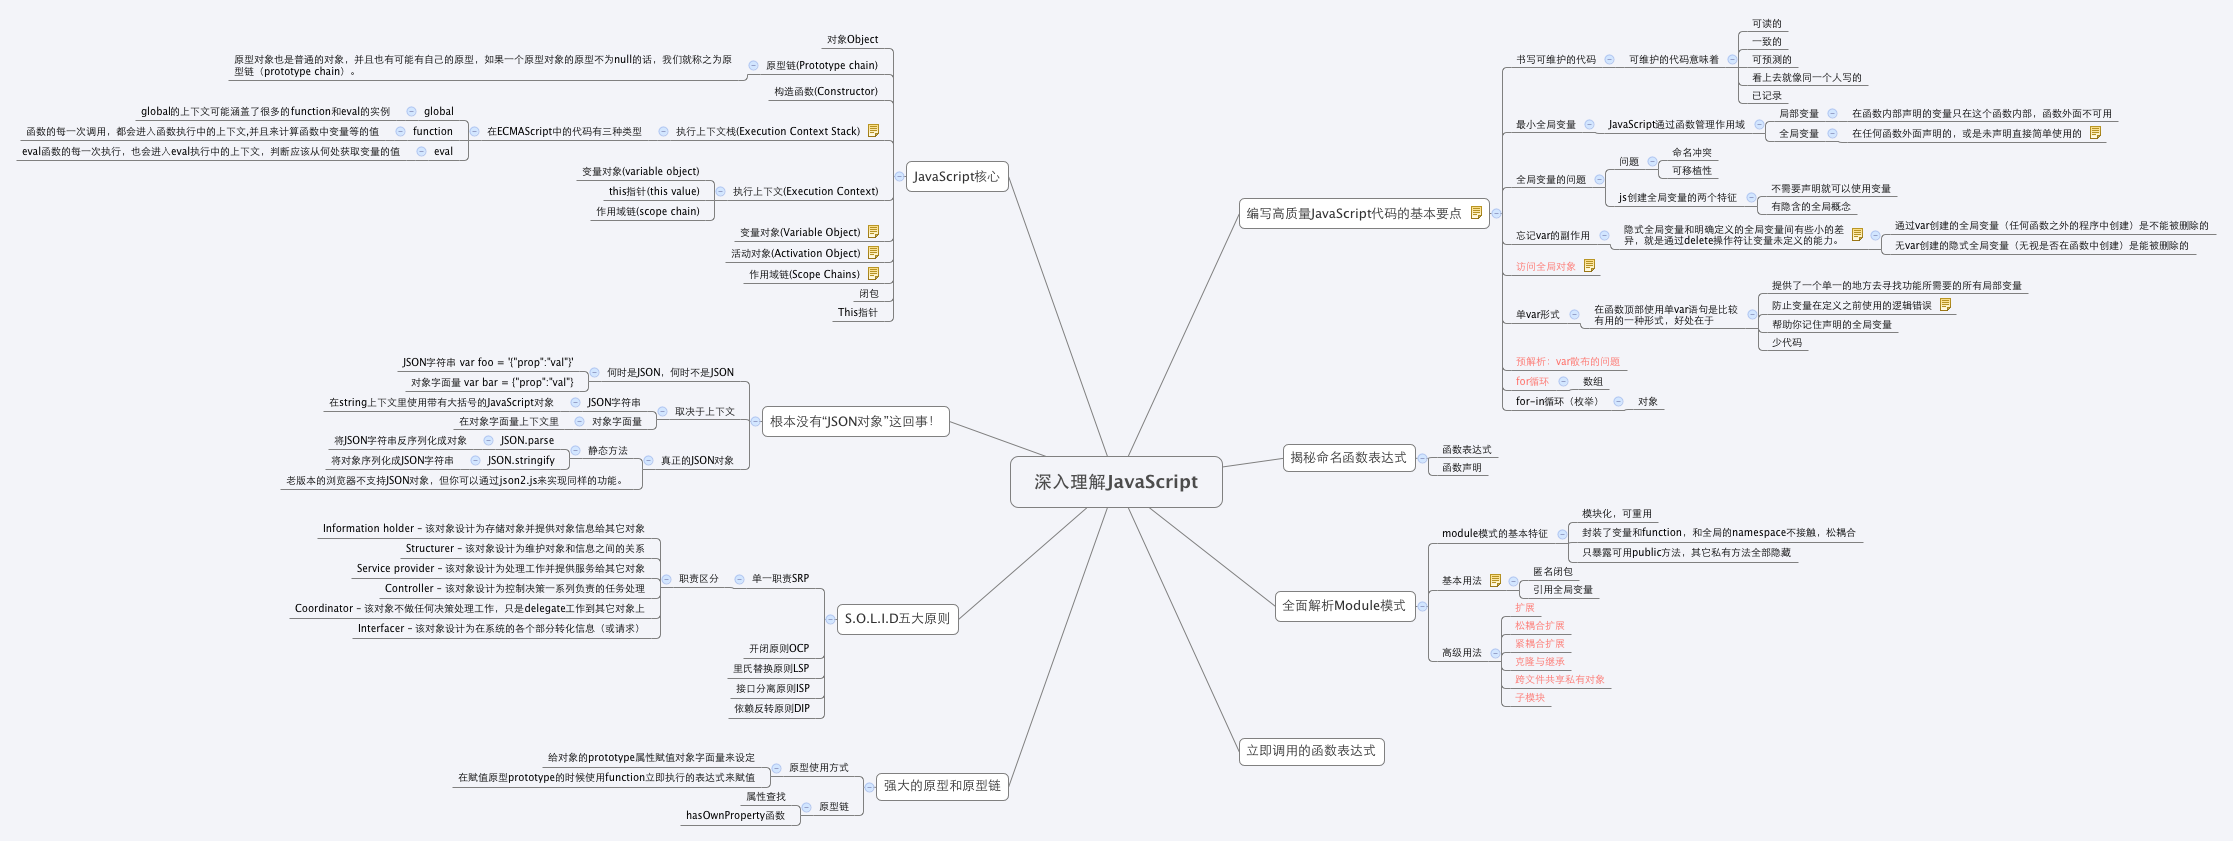 深入理解JavaScript
编写高质量JavaScript代码的基本要点
书写可维护的代码
可维护的代码意味着
可读的
一致的
可预测的
看上去就像同一个人写的
已记录
最小全局变量
JavaScript通过函数管理作用域
局部变量
在函数内部声明的变量只在这个函数内部，函数外面不可用
全局变量
在任何函数外面声明的，或是未声明直接简单使用的
全局变量的问题
问题
命名冲突
可移植性
js创建全局变量的两个特征
不需要声明就可以使用变量
有隐含的全局概念
忘记var的副作用
隐式全局变量和明确定义的全局变量间有些小的差
异，就是通过delete操作符让变量未定义的能力。
通过var创建的全局变量（任何函数之外的程序中创建）是不能被删除的
无var创建的隐式全局变量（无视是否在函数中创建）是能被删除的
访问全局对象
单var形式
在函数顶部使用单var语句是比较
有用的一种形式，好处在于
提供了一个单一的地方去寻找功能所需要的所有局部变量
防止变量在定义之前使用的逻辑错误
帮助你记住声明的全局变量
少代码
预解析：var散布的问题
for循环
数组
for-in循环（枚举）
对象
揭秘命名函数表达式
函数表达式
函数声明
全面解析Module模式
module模式的基本特征
模块化，可重用
封装了变量和function，和全局的namespace不接触，松耦合
只暴露可用public方法，其它私有方法全部隐藏
基本用法
匿名闭包
引用全局变量
高级用法
扩展
松耦合扩展
紧耦合扩展
克隆与继承
跨文件共享私有对象
子模块
立即调用的函数表达式
JavaScript核心
对象Object
原型链(Prototype chain)
原型对象也是普通的对象，并且也有可能有自己的原型，如果一个原型对象的原型不为null的话，我们就称之为原
型链（prototype chain）。
构造函数(Constructor)
执行上下文栈(Execution Context Stack)
在ECMAScript中的代码有三种类型
global
global的上下文可能涵盖了很多的function和eval的实例
function
函数的每一次调用，都会进入函数执行中的上下文,并且来计算函数中变量等的值
eval
eval函数的每一次执行，也会进入eval执行中的上下文，判断应该从何处获取变量的值
执行上下文(Execution Context)
变量对象(variable object)
this指针(this value)
作用域链(scope chain)
变量对象(Variable Object)
活动对象(Activation Object)
作用域链(Scope Chains)
闭包
This指针
根本没有“JSON对象”这回事！
何时是JSON，何时不是JSON
JSON字符串 var foo = '{"prop":"val"}'
对象字面量 var bar = {"prop":"val"}
取决于上下文
JSON字符串
在string上下文里使用带有大括号的JavaScript对象
对象字面量
在对象字面量上下文里
真正的JSON对象
静态方法
JSON.parse
将JSON字符串反序列化成对象
JSON.stringify
将对象序列化成JSON字符串
老版本的浏览器不支持JSON对象，但你可以通过json2.js来实现同样的功能。
S.O.L.I.D五大原则
单一职责SRP
职责区分
Information holder – 该对象设计为存储对象并提供对象信息给其它对象
Structurer – 该对象设计为维护对象和信息之间的关系
Service provider – 该对象设计为处理工作并提供服务给其它对象
Controller – 该对象设计为控制决策一系列负责的任务处理
Coordinator – 该对象不做任何决策处理工作，只是delegate工作到其它对象上
Interfacer – 该对象设计为在系统的各个部分转化信息（或请求）
开闭原则OCP
里氏替换原则LSP
接口分离原则ISP
依赖反转原则DIP
强大的原型和原型链
原型使用方式
给对象的prototype属性赋值对象字面量来设定
在赋值原型prototype的时候使用function立即执行的表达式来赋值
原型链
属性查找
hasOwnProperty函数